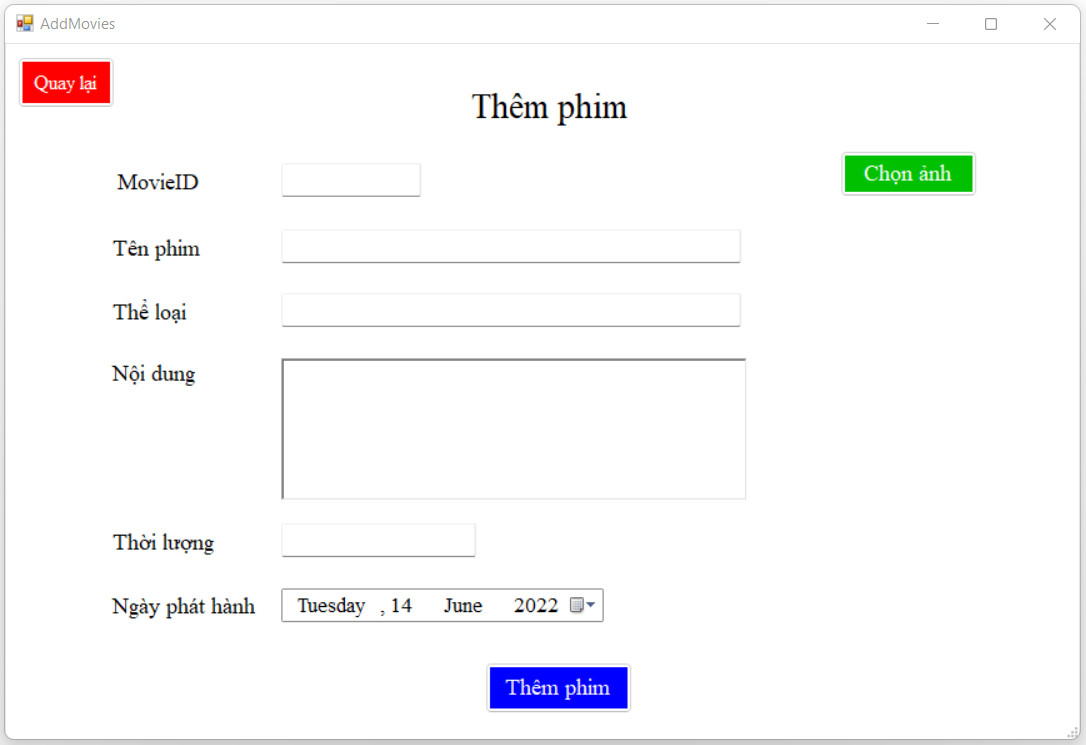 AddMovies
Quay lại
Thêm phim
MovieID
Chọn ảnh
Tên phim
Thể loại
Nội dung
Thời lượng
Ngày phát hành
Tuesday , 14 June 2022
Thêm phim